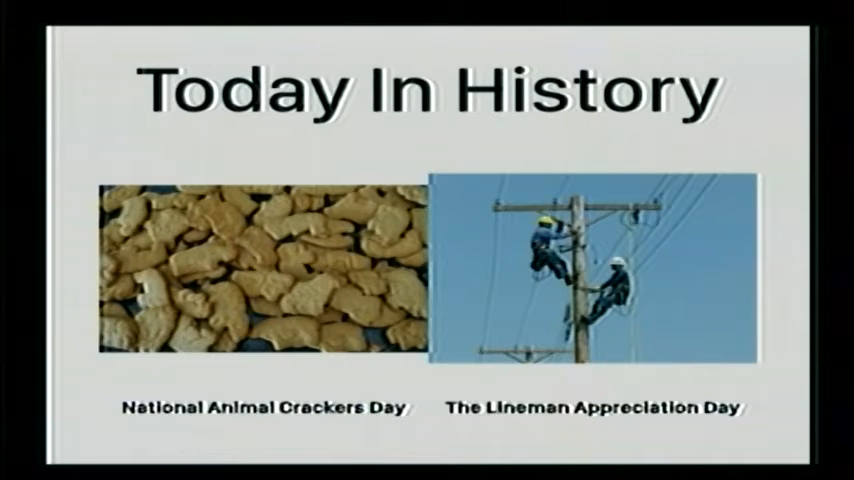 Today In History
National Animal Crackers Day
The Lineman Appreciation Day